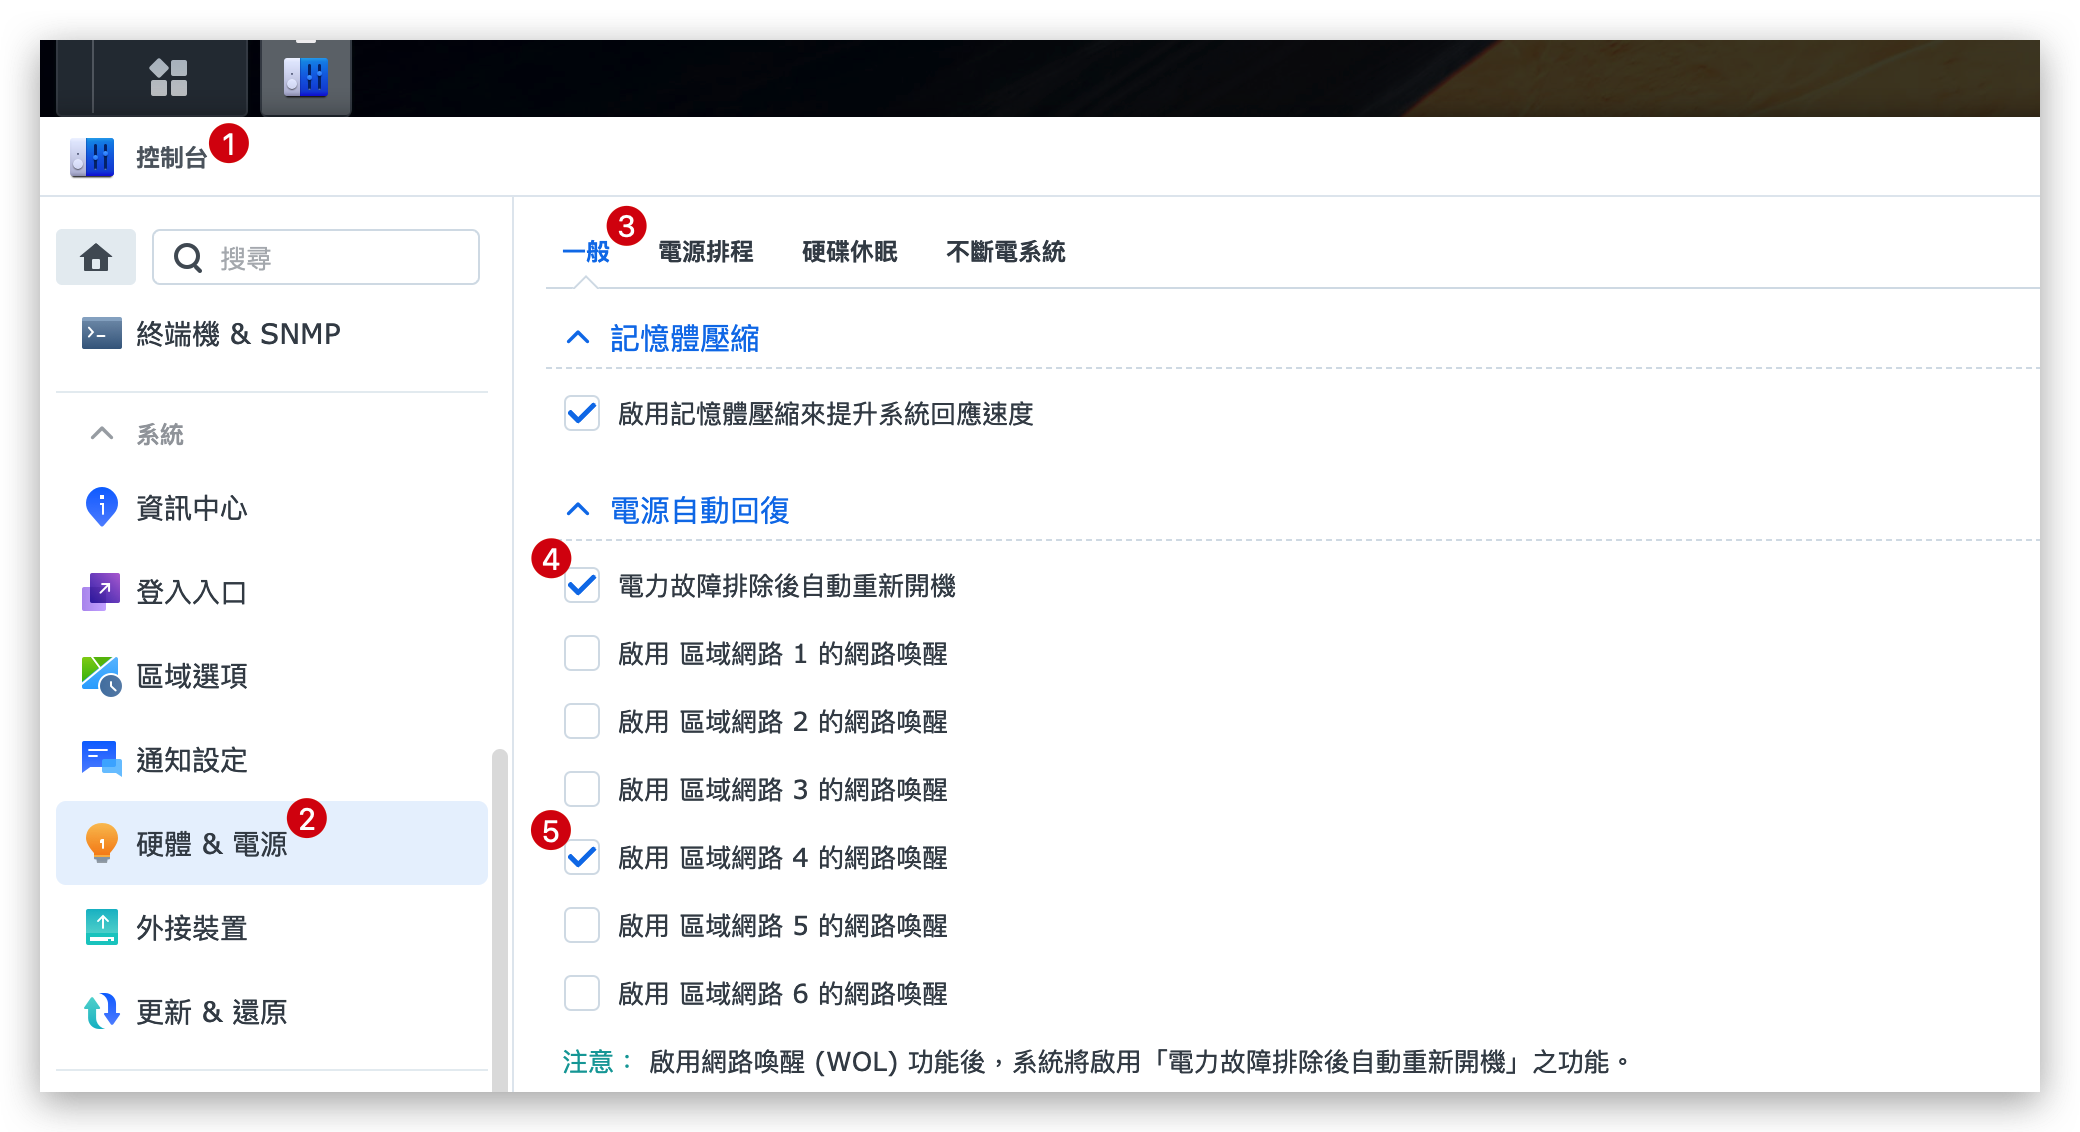 控制台 1
搜尋
終端機 & SNMP
系統
資訊中心
登入入口
區域選項
通知設定
硬體 & 電源 2
外接裝置
更新 & 還原
一般 3 電源排程 硬碟休眠 不斷電系統
記憶體壓縮
啟用記憶體壓縮來提升系統回應速度
電源自動回復
4 電力故障排除後自動重新開機
啟用 區域網路 1 的網路喚醒
啟用 區域網路 2 的網路喚醒
啟用 區域網路 3 的網路喚醒
5 啟用 區域網路 4 的網路喚醒
啟用 區域網路 5 的網路喚醒
啟用 區域網路 6 的網路喚醒
注意： 啟用網路喚醒 (WOL) 功能後，系統將啟用「電力故障排除後自動重新開機」之功能。